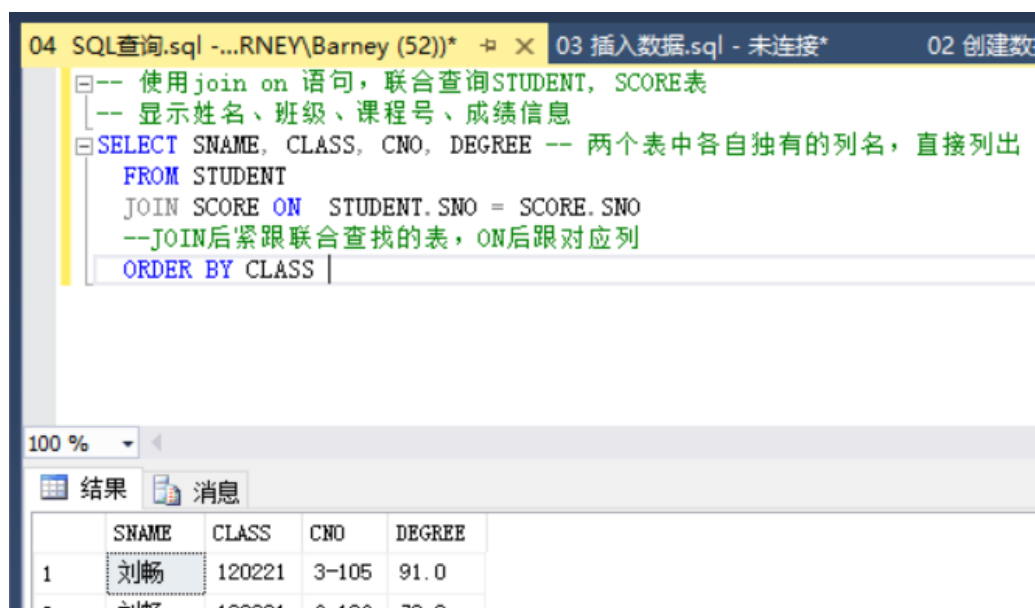 04 SQL查询.sql -...RNEY\Barney (52))* 03 插入数据.sql - 未连接* 02 创建数
-- 使用join on 语句，联合查询STUDENT, SCORE表
-- 显示姓名、班级、课程号、成绩信息
SELECT SNAME, CLASS, CNO, DEGREE -- 两个表中各自独有的列名，直接列出
FROM STUDENT
JOIN SCORE ON STUDENT.SNO = SCORE.SNO
--JOIN后紧跟联合查找的表，ON后跟对应列
ORDER BY CLASS
100 %
结果 消息
SNAME CLASS CNO DEGREE
1 刘畅 120221 3-105 91.0